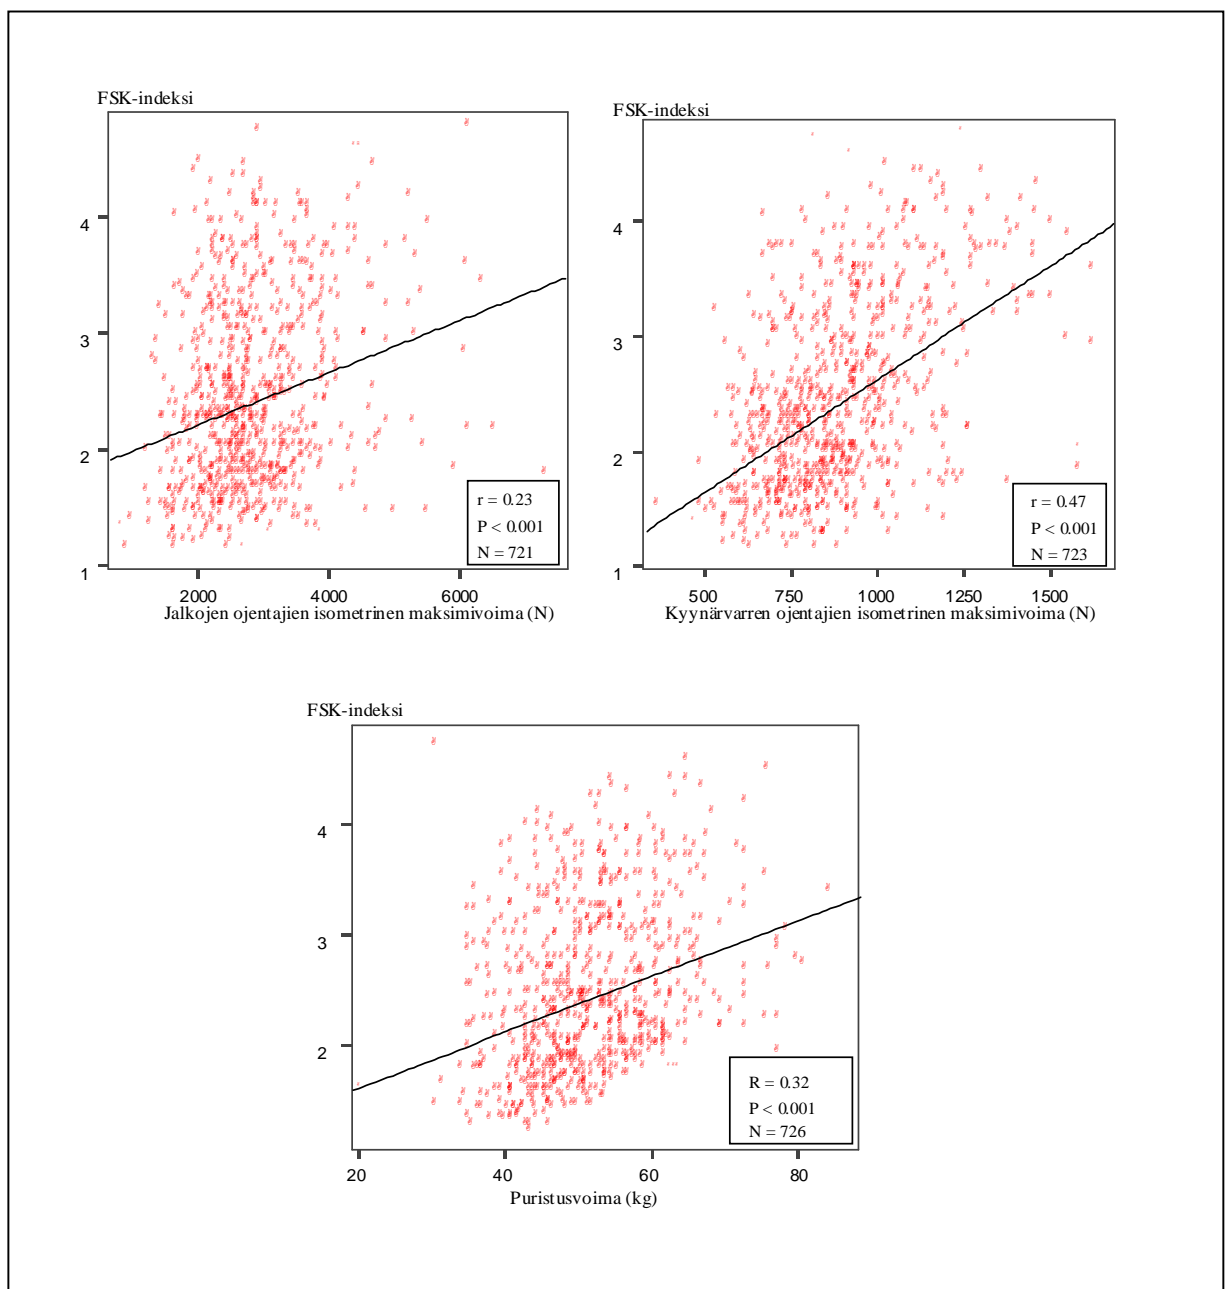 FSK-indeksi
4
3
2
1
2000 4000 6000
Jalkojen ojentajien isometrinen maksimivoima (N)
r = 0.23
P < 0.001
N = 721
FSK-indeksi
4
3
2
1
500 750 1000 1250 1500
Kyynärvarren ojentajien isometrinen maksimivoima (N)
r = 0.47
P < 0.001
N = 723
FSK-indeksi
4
3
2
20 40 60 80
Puristusvoima (kg)
R = 0.32
P < 0.001
N = 726